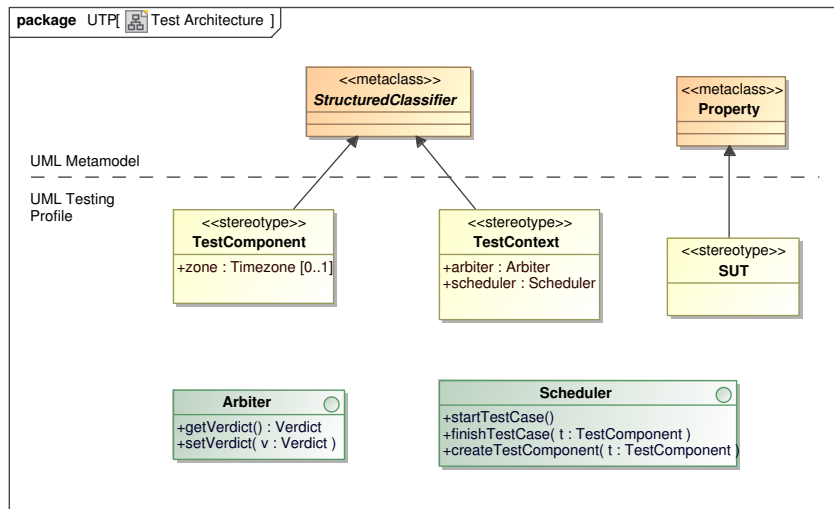 package UTP[ Test Architecture ]
<<metaclass>>
StructuredClassifier
<<metaclass>>
Property
UML Metamodel
UML Testing
Profile
<<stereotype>>
TestComponent
+zone : Timezone [0..1]
<<stereotype>>
TestContext
+arbiter : Arbiter
+scheduler : Scheduler
<<stereotype>>
SUT
Arbiter
+getVerdict() : Verdict
+setVerdict( v : Verdict )
Scheduler
+startTestCase()
+finishTestCase( t : TestComponent )
+createTestComponent( t : TestComponent )